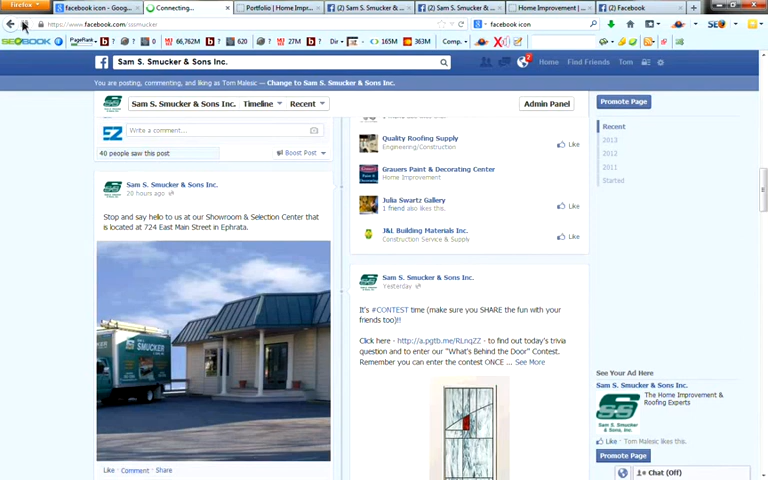 Firefox
facebook icon - Goog...
Connecting...
Portfolio | Home Impr...
(2) Sam S. Smucker & ...
(2) Sam S. Smucker & ...
Home Improvement | ...
(2) Facebook
https://www.facebook.com/sssmucker
facebook icon
SEOBOOK
PageRank
66,762M
260
27M
Dir
165M
363M
Comp.
Sam S. Smucker & Sons Inc.
2
Home
Find Friends
Tom
You are posting, commenting, and liking as Tom Malesic — Change to Sam S. Smucker & Sons Inc.
Sam S. Smucker & Sons Inc.
Timeline
Recent
Admin Panel
Promote Page
Write a comment...
40 people saw this post
Boost Post
Quality Roofing Supply
Engineering/Construction
Like
Grauers Paint & Decorating Center
Home Improvement
Julia Swartz Gallery
1 friend also likes this.
Like
J&L Building Materials Inc.
Construction Service & Supply
Like
Recent
2013
2012
2011
Started
Sam S. Smucker & Sons Inc.
20 hours ago
Stop and say hello to us at our Showroom & Selection Center that
is located at 724 East Main Street in Ephrata.
SMUCKER
Like · Comment · Share
Sam S. Smucker & Sons Inc.
Yesterday
It's #CONTEST time (make sure you SHARE the fun with your
friends too)!!
Click here - http://a.pgtb.me/RLnqZZ - to find out today's trivia
question and to enter our "What's Behind the Door" Contest.
Remember you can enter the contest ONCE ... See More
See Your Ad Here
Sam S. Smucker & Sons Inc.
The Home Improvement &
Roofing Experts
Sam S. Smucker &
Sons Inc.
Like · Tom Malesic likes this.
Promote Page
Chat (Off)